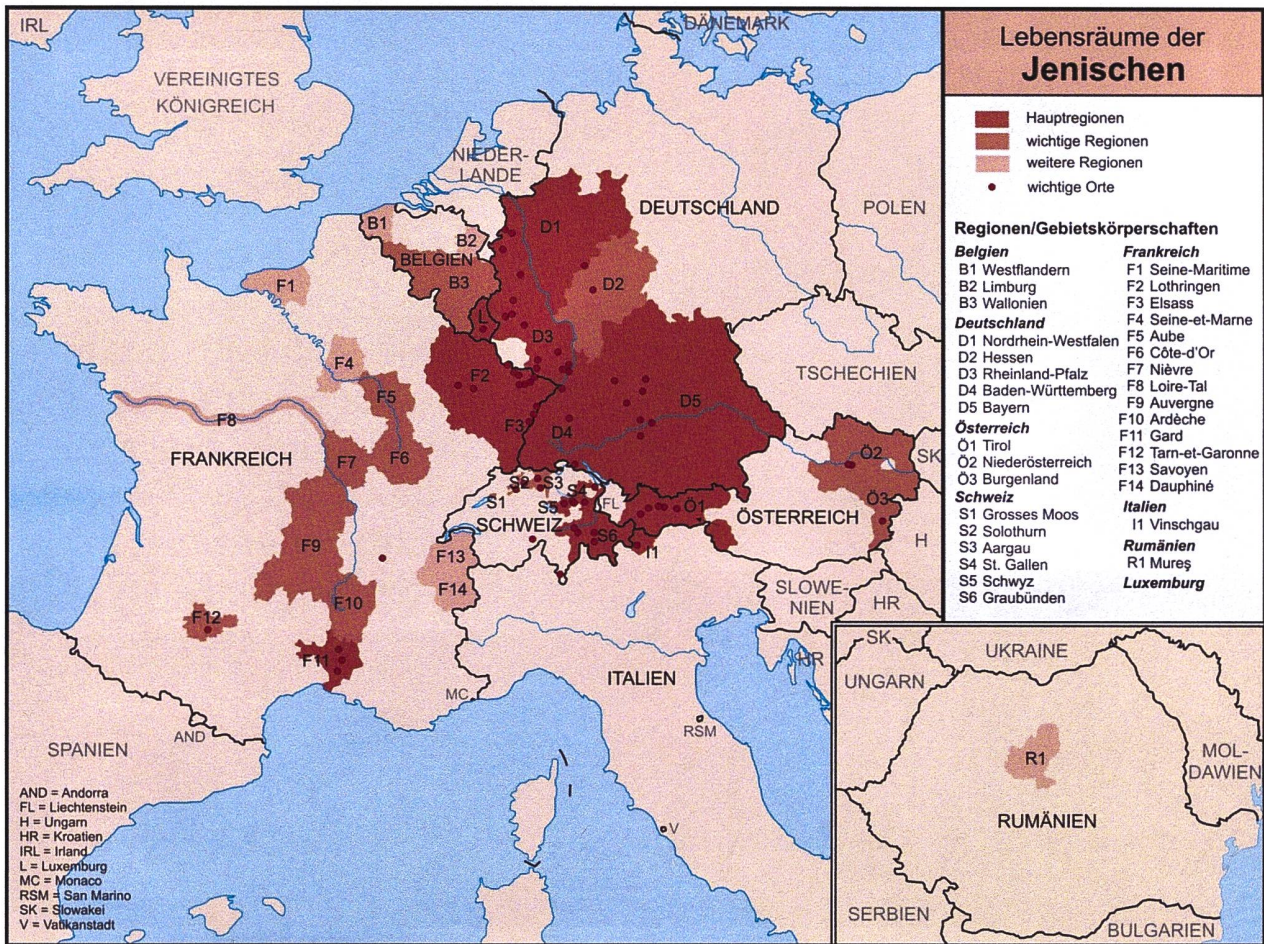 Lebensräume der
Jenischen
Hauptregionen
wichtige Regionen
weitere Regionen
wichtige Orte
Regionen/Gebietskörperschaften
Belgien
B1 Westflandern
B2 Limburg
B3 Wallonien
Deutschland
D1 Nordrhein-Westfalen
D2 Hessen
D3 Rheinland-Pfalz
D4 Baden-Württemberg
D5 Bayern
Österreich
Ö1 Tirol
Ö2 Niederösterreich
Ö3 Burgenland
Schweiz
S1 Grosses Moos
S2 Solothurn
S3 Aargau
S4 St. Gallen
S5 Schwyz
S6 Graubünden
Frankreich
F1 Seine-Maritime
F2 Lothringen
F3 Elsass
F4 Seine-et-Marne
F5 Aube
F6 Côte-d'Or
F7 Nièvre
F8 Loire-Tal
F9 Auvergne
F10 Ardèche
F11 Gard
F12 Tarn-et-Garonne
F13 Savoyen
F14 Dauphiné
Italien
I1 Vinschgau
Rumänien
R1 Mureş
Luxemburg
IRL
VEREINIGTES
KÖNIGREICH
DÄNEMARK
NIEDER-
LANDE
DEUTSCHLAND
POLEN
B1
B2
BELGIEN
B3
L
D1
D2
D3
D4
D5
F1
F2
F3
F4
F5
F6
F7
F8
F9
F10
F11
F12
F13
F14
FRANKREICH
TSCHECHIEN
SK
Ö1
Ö2
Ö3
ÖSTERREICH
H
S1
S2
S3
S4
S5
S6
FL
SCHWEIZ
I1
SLOWE-
NIEN
HR
HR
ITALIEN
MC
RSM
V
AND
SPANIEN
AND = Andorra
FL = Liechtenstein
H = Ungarn
HR = Kroatien
IRL = Irland
L = Luxemburg
MC = Monaco
RSM = San Marino
SK = Slowakei
V = Vatikanstadt
SK
UKRAINE
UNGARN
R1
MOL-
DAWIEN
RUMÄNIEN
SERBIEN
BULGARIEN